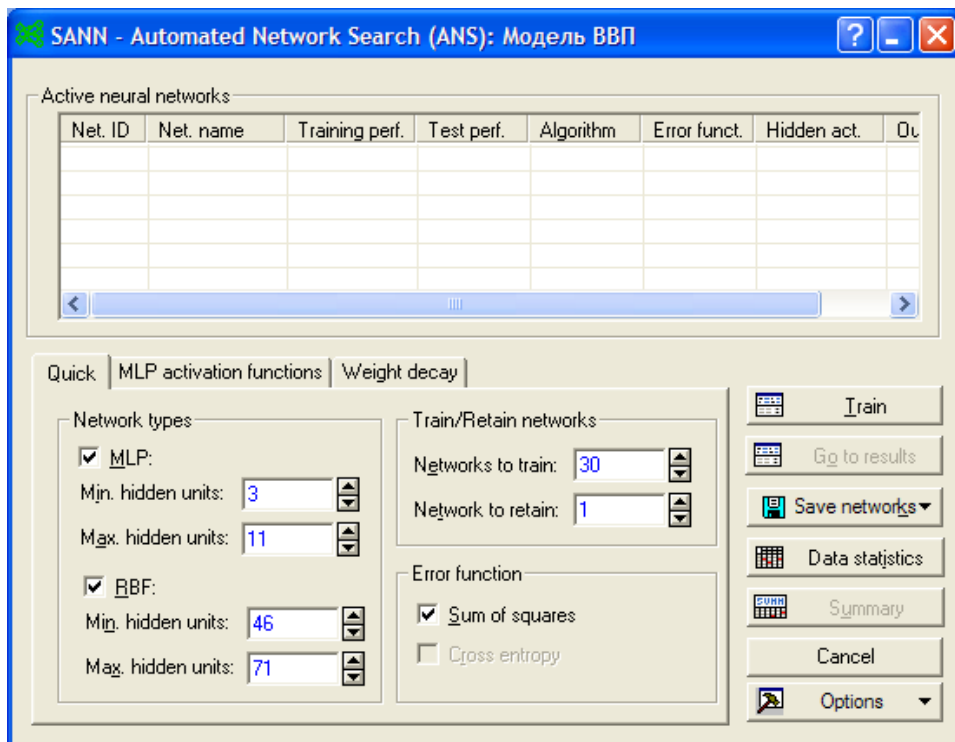 SANN - Automated Network Search (ANS): Модель ВВП
Active neural networks
Net. ID Net. name Training perf. Test perf. Algorithm Error funct. Hidden act. Ou
Quick MLP activation functions Weight decay
Network types
MLP:
Min. hidden units: 3
Max. hidden units: 11
RBF:
Min. hidden units: 46
Max. hidden units: 71
Train/Retain networks
Networks to train: 30
Network to retain: 1
Error function
Sum of squares
Cross entropy
Train
Go to results
Save networks
Data statistics
Summary
Cancel
Options